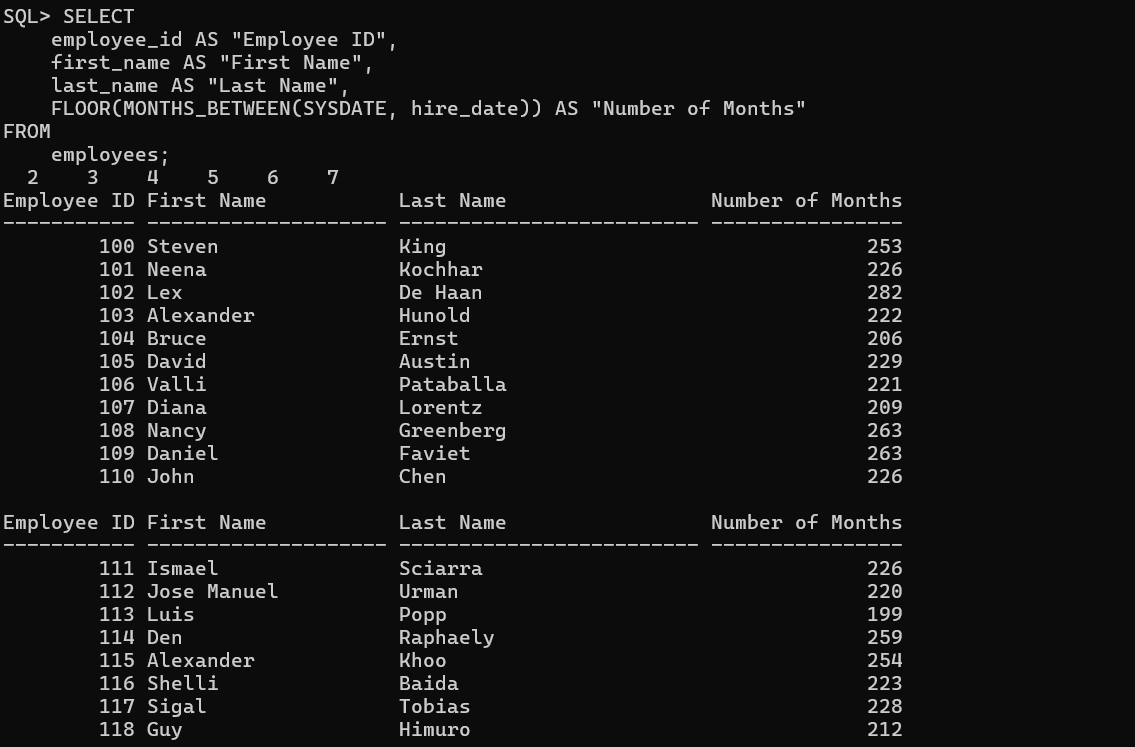 SQL> SELECT
    employee_id AS "Employee ID",
    first_name AS "First Name",
    last_name AS "Last Name",
    FLOOR(MONTHS_BETWEEN(SYSDATE, hire_date)) AS "Number of Months"
FROM
    employees;
  2    3    4    5    6    7
Employee ID First Name           Last Name                 Number of Months
----------- -------------------- ------------------------- ----------------
        100 Steven               King                                   253
        101 Neena                Kochhar                                226
        102 Lex                  De Haan                                282
        103 Alexander            Hunold                                 222
        104 Bruce                Ernst                                  206
        105 David                Austin                                 229
        106 Valli                Pataballa                              221
        107 Diana                Lorentz                                209
        108 Nancy                Greenberg                              263
        109 Daniel               Faviet                                 263
        110 John                 Chen                                   226

Employee ID First Name           Last Name                 Number of Months
----------- -------------------- ------------------------- ----------------
        111 Ismael               Sciarra                                226
        112 Jose Manuel          Urman                                  220
        113 Luis                 Popp                                   199
        114 Den                  Raphaely                               259
        115 Alexander            Khoo                                   254
        116 Shelli               Baida                                  223
        117 Sigal                Tobias                                 228
        118 Guy                  Himuro                                 212